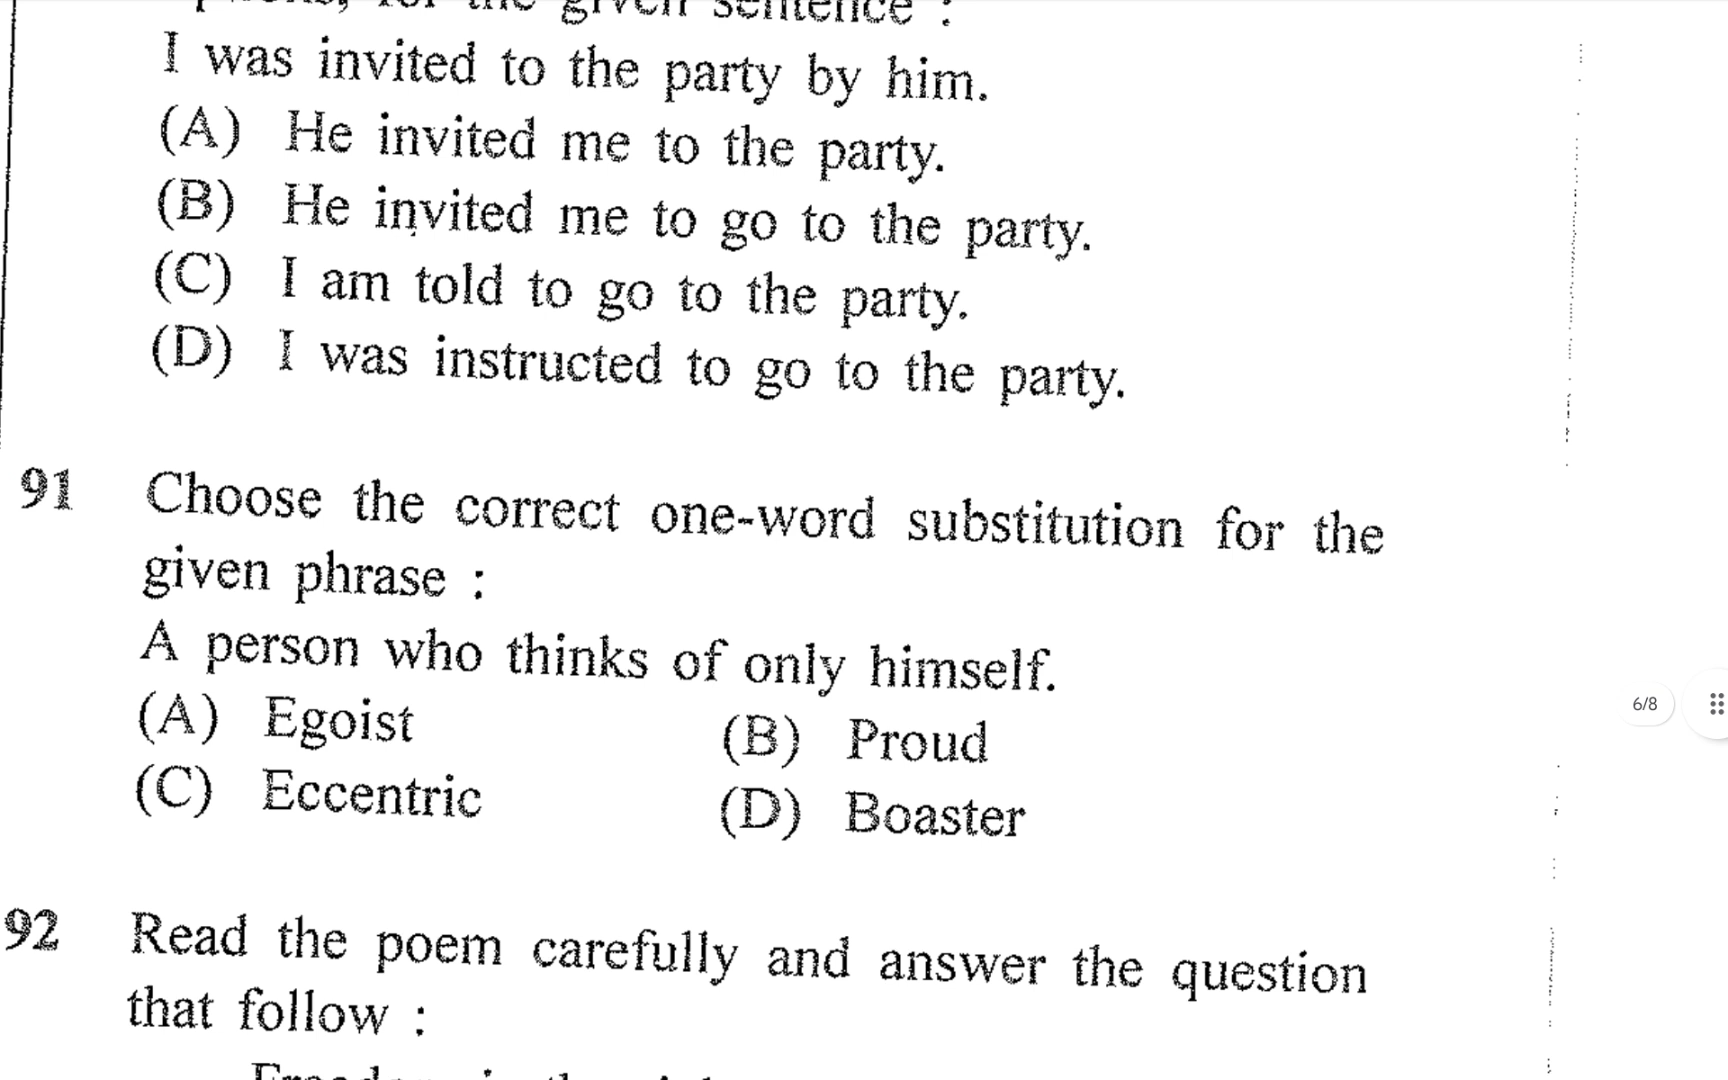 given sentence :
I was invited to the party by him.
(A) He invited me to the party.
(B) He invited me to go to the party.
(C) I am told to go to the party.
(D) I was instructed to go to the party.
91 Choose the correct one-word substitution for the
given phrase :
A person who thinks of only himself.
(A) Egoist (B) Proud
(C) Eccentric (D) Boaster
6/8
92 Read the poem carefully and answer the question
that follow :